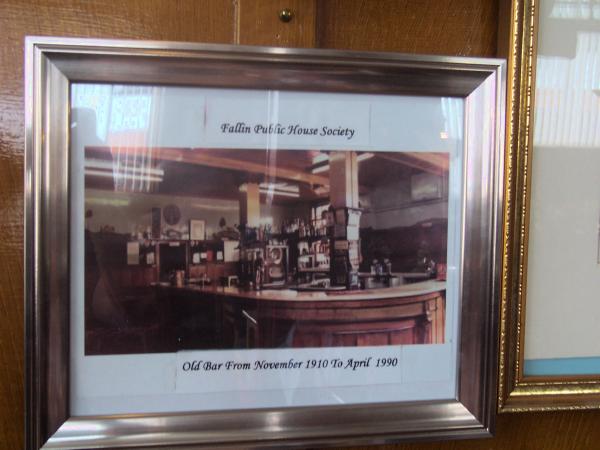 Fallin Public House Society
Old Bar From November 1910 To April 1990